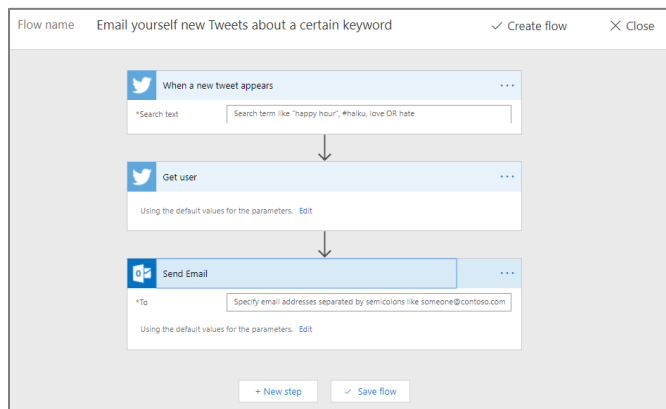 Flow name Email yourself new Tweets about a certain keyword Create flow Close
When a new tweet appears ...
*Search text Search term like "happy hour", #haiku, love OR hate
Get user ...
Using the default values for the parameters. Edit
Send Email ...
*To Specify email addresses separated by semicolons like someone@contoso.com
Using the default values for the parameters. Edit
+ New step Save flow